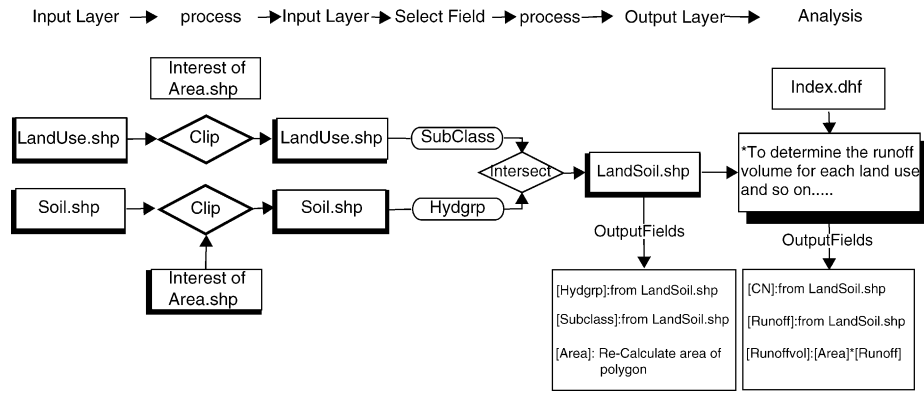 Input Layer process Input Layer Select Field process Output Layer Analysis
Interest of
Area.shp
LandUse.shp Clip LandUse.shp SubClass
Soil.shp Clip Soil.shp Hydgrp
Interest of
Area.shp
Intersect
LandSoil.shp
OutputFields
[Hydgrp]:from LandSoil.shp
[Subclass]:from LandSoil.shp
[Area]: Re-Calculate area of
polygon
Index.dhf
*To determine the runoff
volume for each land use
and so on.....
OutputFields
[CN]:from LandSoil.shp
[Runoff]:from LandSoil.shp
[Runoffvol]:[Area]*[Runoff]